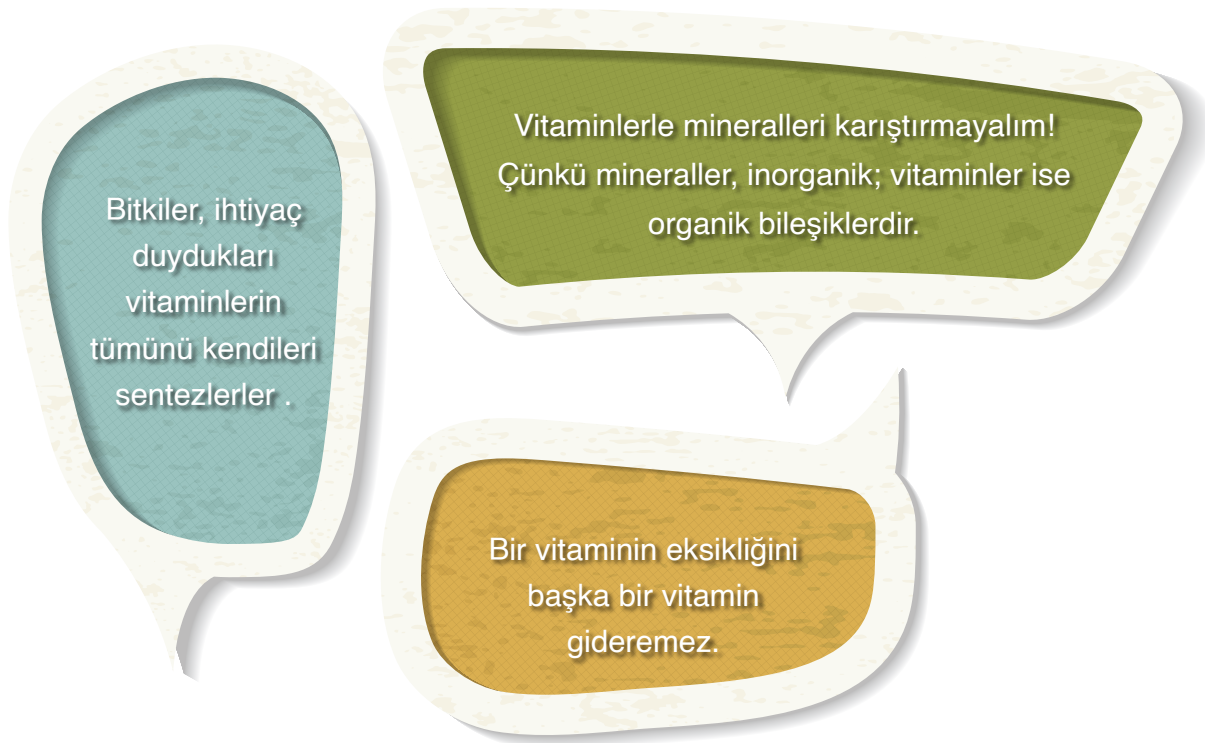 Bitkiler, ihtiyaç
duydukları
vitaminlerin
tümünü kendileri
sentezlerler .
Vitaminlerle mineralleri karıştırmayalım!
Çünkü mineraller, inorganik; vitaminler ise
organik bileşiklerdir.
Bir vitaminin eksikliğini
başka bir vitamin
gideremez.